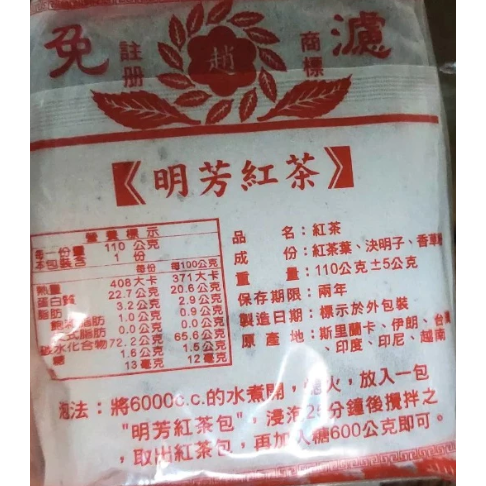 免 註冊 趙 商標 濾
《明芳紅茶》
營養標示
每一份量 110 公克
本包裝含 1 份
每份 每100公克
熱量 408大卡 371大卡
蛋白質 22.7公克 20.6公克
脂肪 3.2公克 2.9公克
脂肪 1.0公克 0.9公克
式脂肪 0.0公克 0.0公克
水化合物 72.2公克 65.6公克
糖 1.6公克 1.5公克
13毫克 12毫克
品名：紅茶
成份：紅茶葉、決明子、香草
重量：110公克±5公克
保存期限：兩年
製造日期：標示於外包裝
原產地：斯里蘭卡、伊朗、台
、印度、印尼、越南
泡法：將6000c.c.的水煮開，火，放入一包
"明芳紅茶包"，浸泡25分鐘後攪拌之
，取出紅茶包，再加入糖600公克即可。